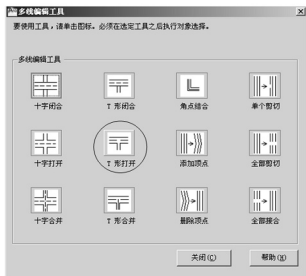 多线编辑工具
要使用工具，请单击图标。必须在选定工具之后执行对象选择。
多线编辑工具
十字闭合 T 形闭合 角点结合 单个剪切
十字打开 T 形打开 添加顶点 全部剪切
十字合并 T 形合并 删除顶点 全部接合
关闭(C) 帮助(H)